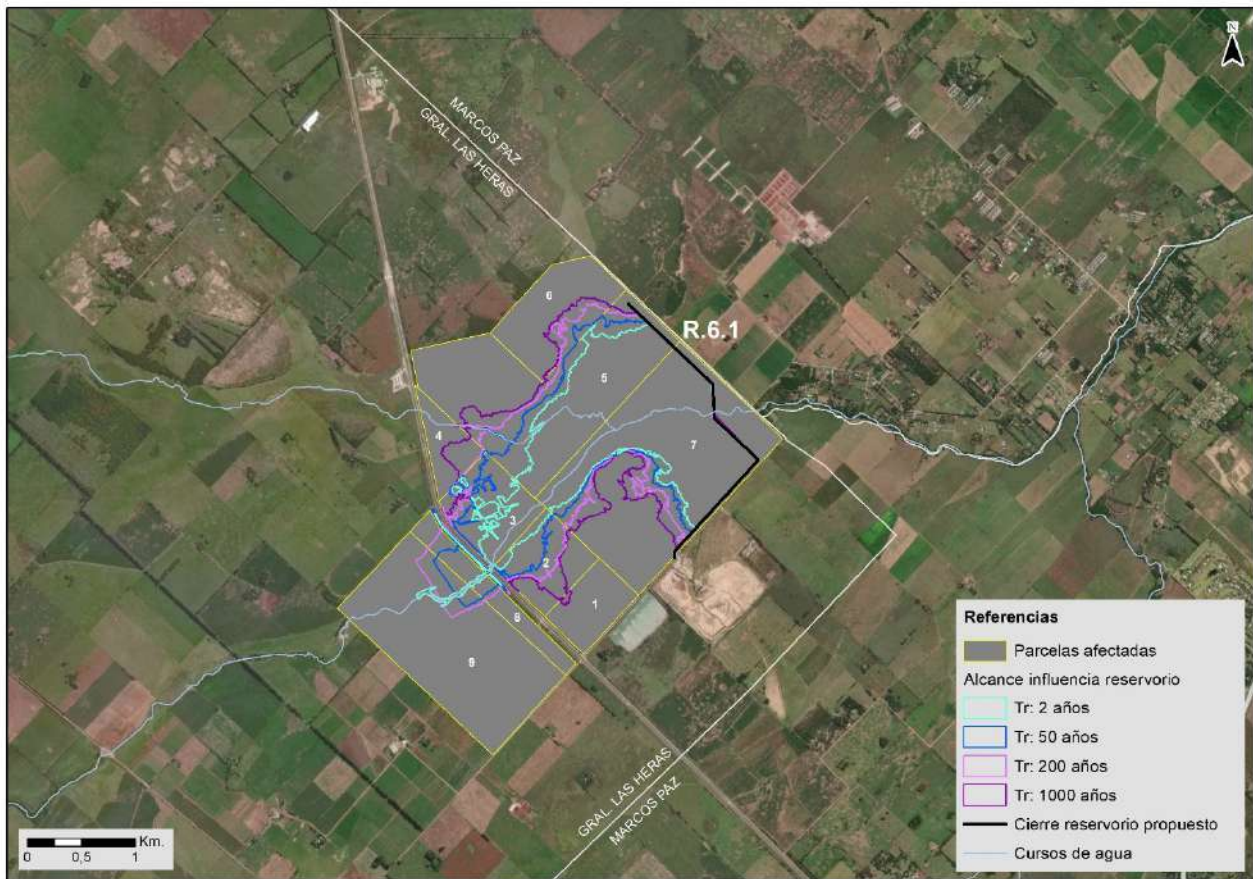 N
MARCOS PAZ
GRAL. LAS HERAS
6
R.6.1
5
4
7
3
2
1
8
9
GRAL. LAS HERAS
MARCOS PAZ
Referencias
Parcelas afectadas
Alcance influencia reservorio
Tr: 2 años
Tr: 50 años
Tr: 200 años
Tr: 1000 años
Cierre reservorio propuesto
Cursos de agua
Km.
0 0,5 1